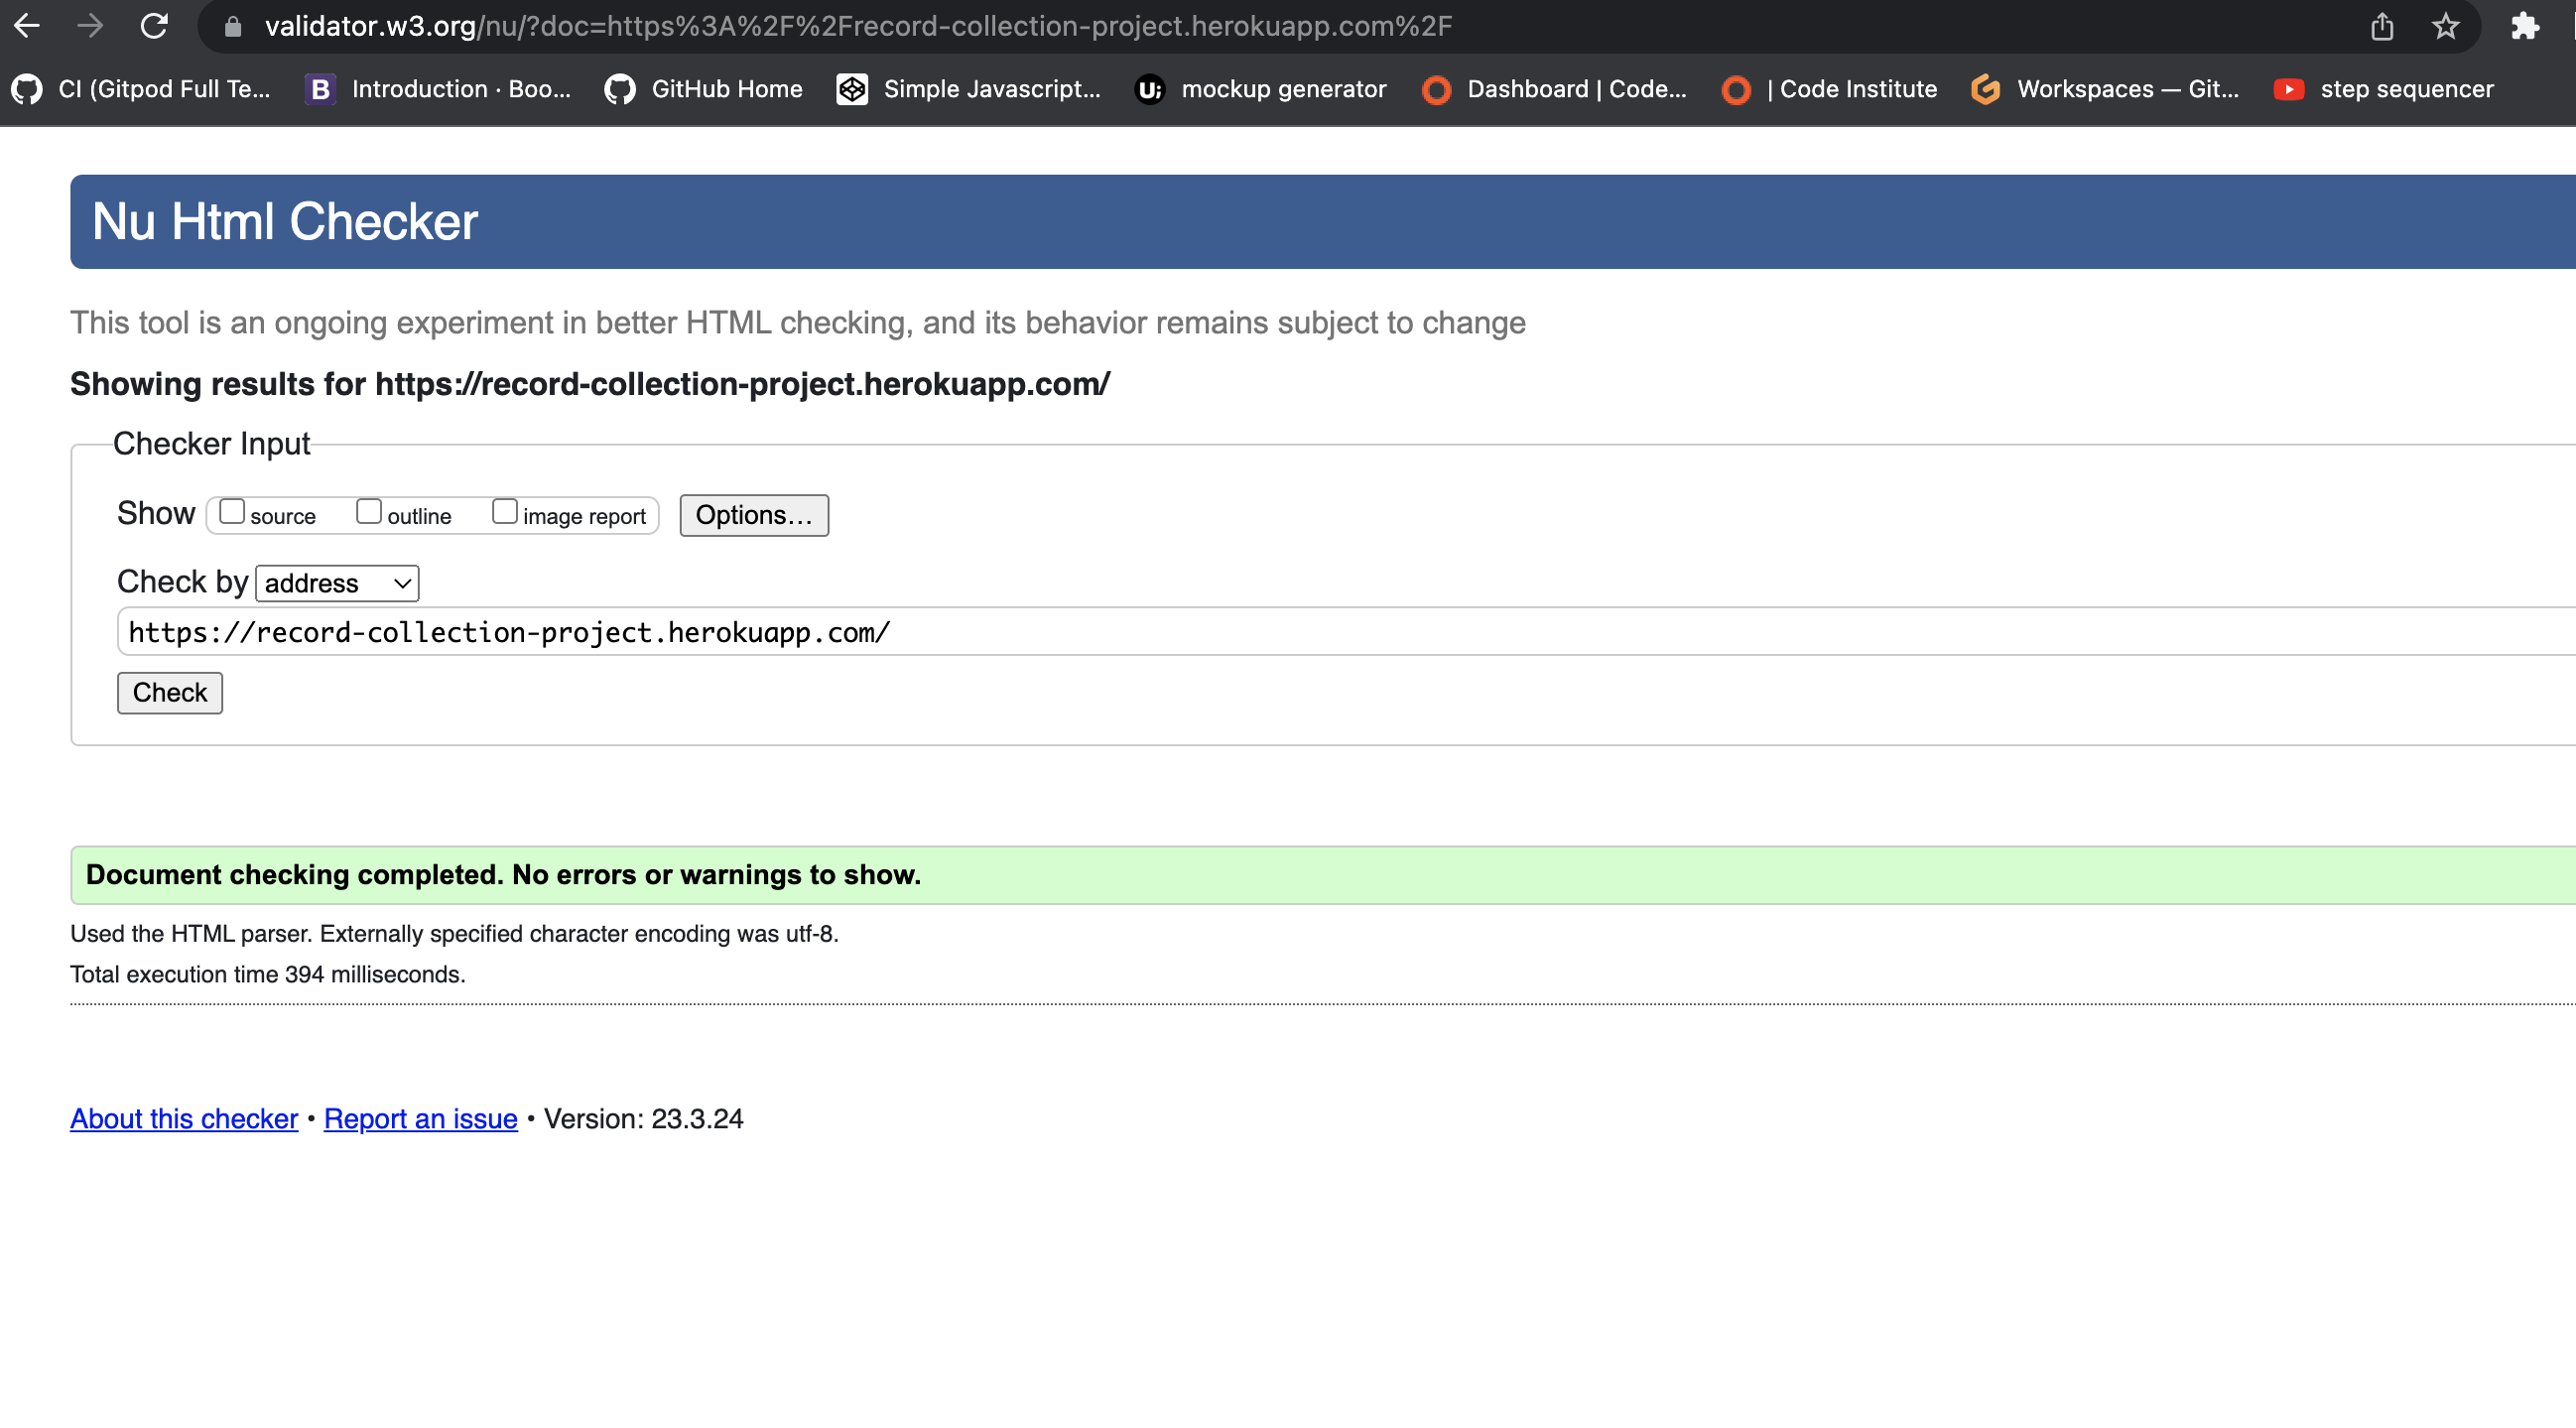 validator.w3.org/nu/?doc=https%3A%2F%2Frecord-collection-project.herokuapp.com%2F
CI (Gitpod Full Te... B Introduction · Boo... GitHub Home Simple Javascript... U; mockup generator Dashboard | Code... | Code Institute Workspaces — Git... step sequencer
Nu Html Checker
This tool is an ongoing experiment in better HTML checking, and its behavior remains subject to change
Showing results for https://record-collection-project.herokuapp.com/
Checker Input
Show source outline image report Options...
Check by address
https://record-collection-project.herokuapp.com/
Check
Document checking completed. No errors or warnings to show.
Used the HTML parser. Externally specified character encoding was utf-8.
Total execution time 394 milliseconds.
About this checker • Report an issue • Version: 23.3.24